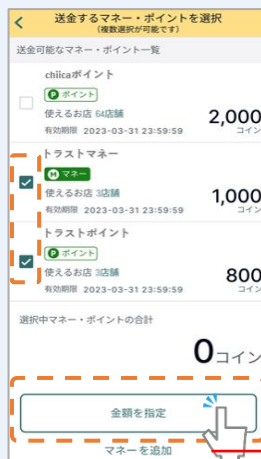 送金するマネー・ポイントを選択
(複数選択が可能です)
送金可能なマネー・ポイント一覧
chiicaポイント
P ポイント
使えるお店 64店舗
2,000
有効期限 2023-03-31 23:59:59
コイン
トラストマネー
M マネー
使えるお店 3店舗
1,000
有効期限 2023-03-31 23:59:59
コイン
トラストポイント
P ポイント
使えるお店 3店舗
800
有効期限 2023-03-31 23:59:59
コイン
選択中マネー・ポイントの合計
0コイン
金額を指定
マネーを追加